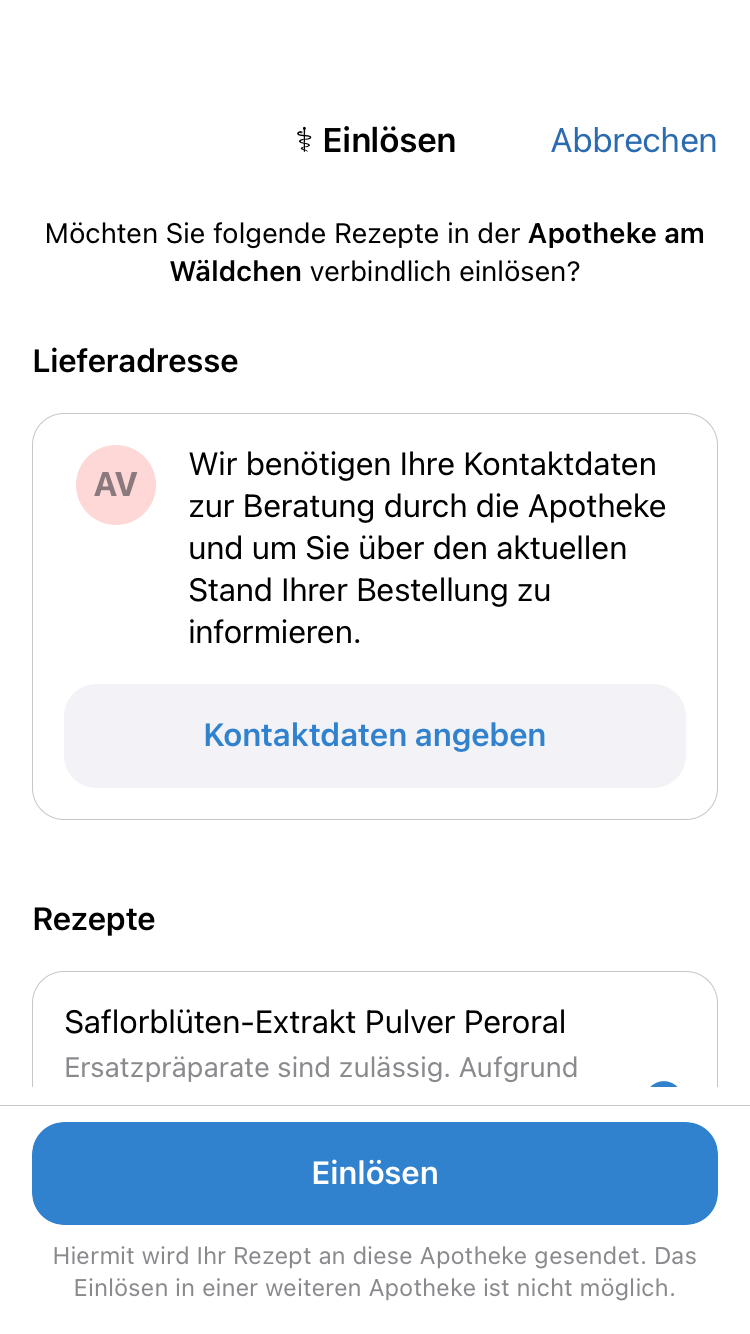 ⚕ Einlösen
Abbrechen
Möchten Sie folgende Rezepte in der Apotheke am
Wäldchen verbindlich einlösen?
Lieferadresse
AV
Wir benötigen Ihre Kontaktdaten
zur Beratung durch die Apotheke
und um Sie über den aktuellen
Stand Ihrer Bestellung zu
informieren.
Kontaktdaten angeben
Rezepte
Saflorblüten-Extrakt Pulver Peroral
Ersatzpräparate sind zulässig. Aufgrund
Einlösen
Hiermit wird Ihr Rezept an diese Apotheke gesendet. Das
Einlösen in einer weiteren Apotheke ist nicht möglich.